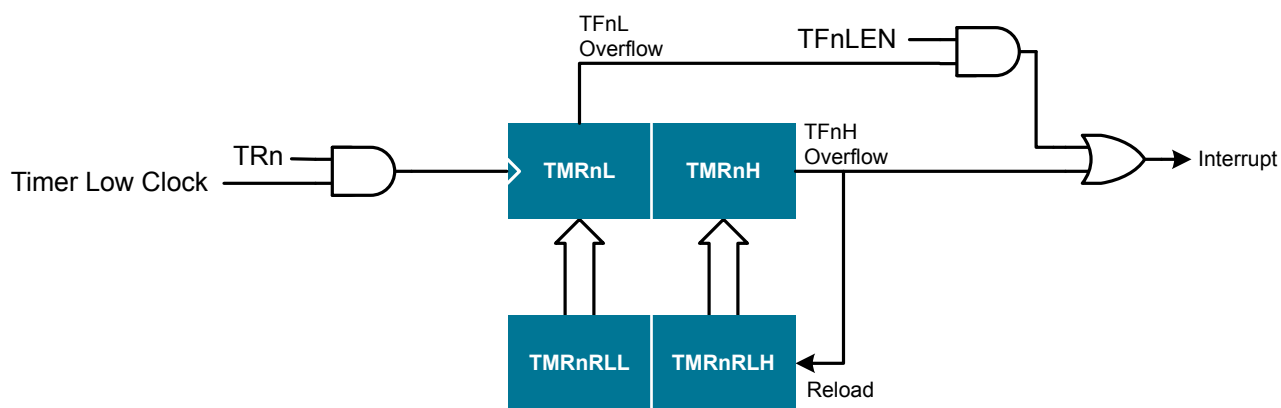 TFnL
Overflow
TFnLEN
TRn
Timer Low Clock
TMRnL
TMRnH
TFnH
Overflow
Interrupt
TMRnRLL
TMRnRLH
Reload